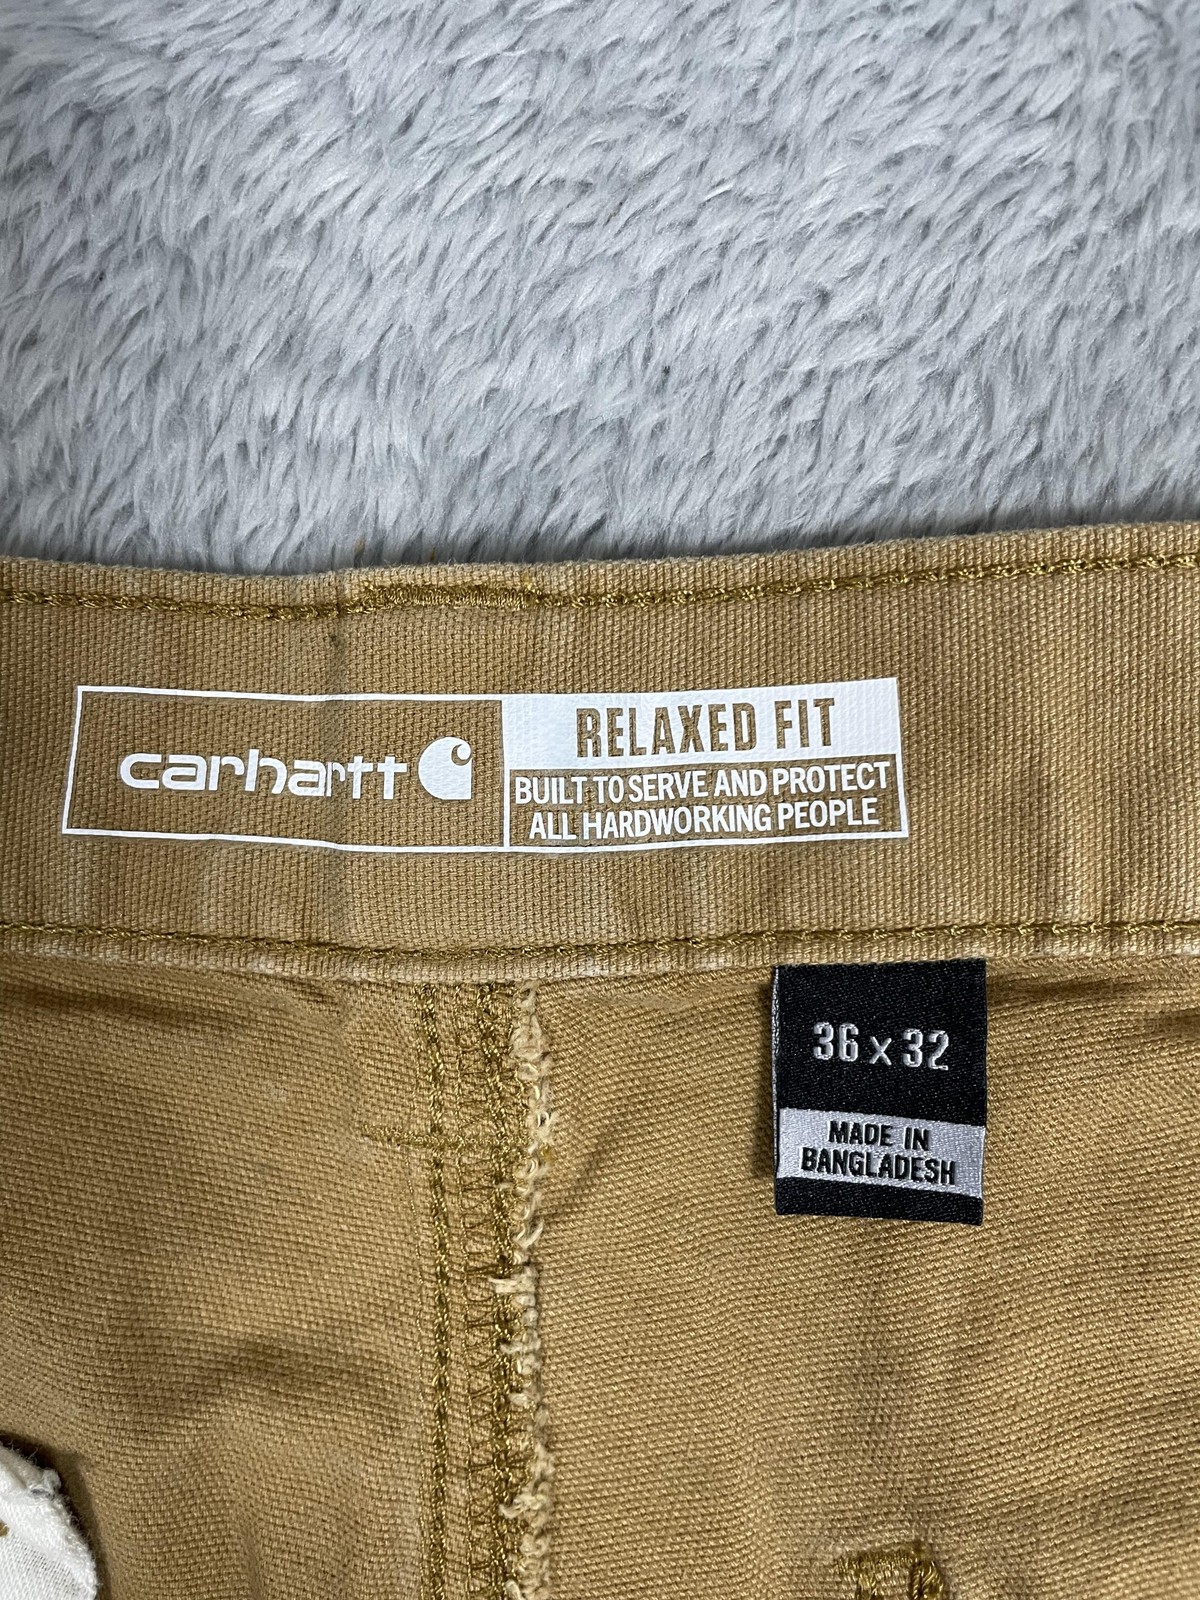 carhartt
RELAXED FIT
BUILT TO SERVE AND PROTECT
ALL HARDWORKING PEOPLE
36 x 32
MADE IN
BANGLADESH